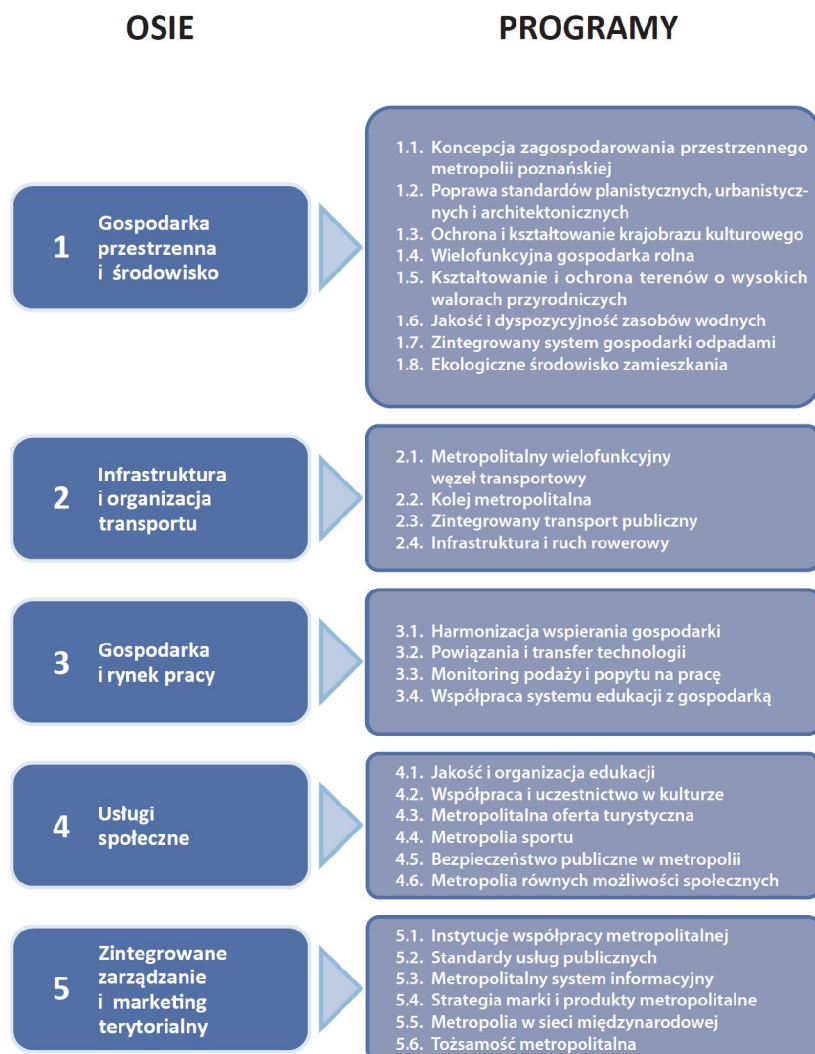 OSIE
PROGRAMY
1
Gospodarka
przestrzenna
i środowisko
1.1. Koncepcja zagospodarowania przestrzennego
metropolii poznańskiej
1.2. Poprawa standardów planistycznych, urbanistycz-
nych i architektonicznych
1.3. Ochrona i kształtowanie krajobrazu kulturowego
1.4. Wielofunkcyjna gospodarka rolna
1.5. Kształtowanie i ochrona terenów o wysokich
walorach przyrodniczych
1.6. Jakość i dyspozycyjność zasobów wodnych
1.7. Zintegrowany system gospodarki odpadami
1.8. Ekologiczne środowisko zamieszkania
2
Infrastruktura
i organizacja
transportu
2.1. Metropolitalny wielofunkcyjny
węzeł transportowy
2.2. Kolej metropolitalna
2.3. Zintegrowany transport publiczny
2.4. Infrastruktura i ruch rowerowy
3
Gospodarka
i rynek pracy
3.1. Harmonizacja wspierania gospodarki
3.2. Powiązania i transfer technologii
3.3. Monitoring podaży i popytu na pracę
3.4. Współpraca systemu edukacji z gospodarką
4
Usługi
społeczne
4.1. Jakość i organizacja edukacji
4.2. Współpraca i uczestnictwo w kulturze
4.3. Metropolitalna oferta turystyczna
4.4. Metropolia sportu
4.5. Bezpieczeństwo publiczne w metropolii
4.6. Metropolia równych możliwości społecznych
5
Zintegrowane
zarządzanie
i marketing
terytorialny
5.1. Instytucje współpracy metropolitalnej
5.2. Standardy usług publicznych
5.3. Metropolitalny system informacyjny
5.4. Strategia marki i produkty metropolitalne
5.5. Metropolia w sieci międzynarodowej
5.6. Tożsamość metropolitalna